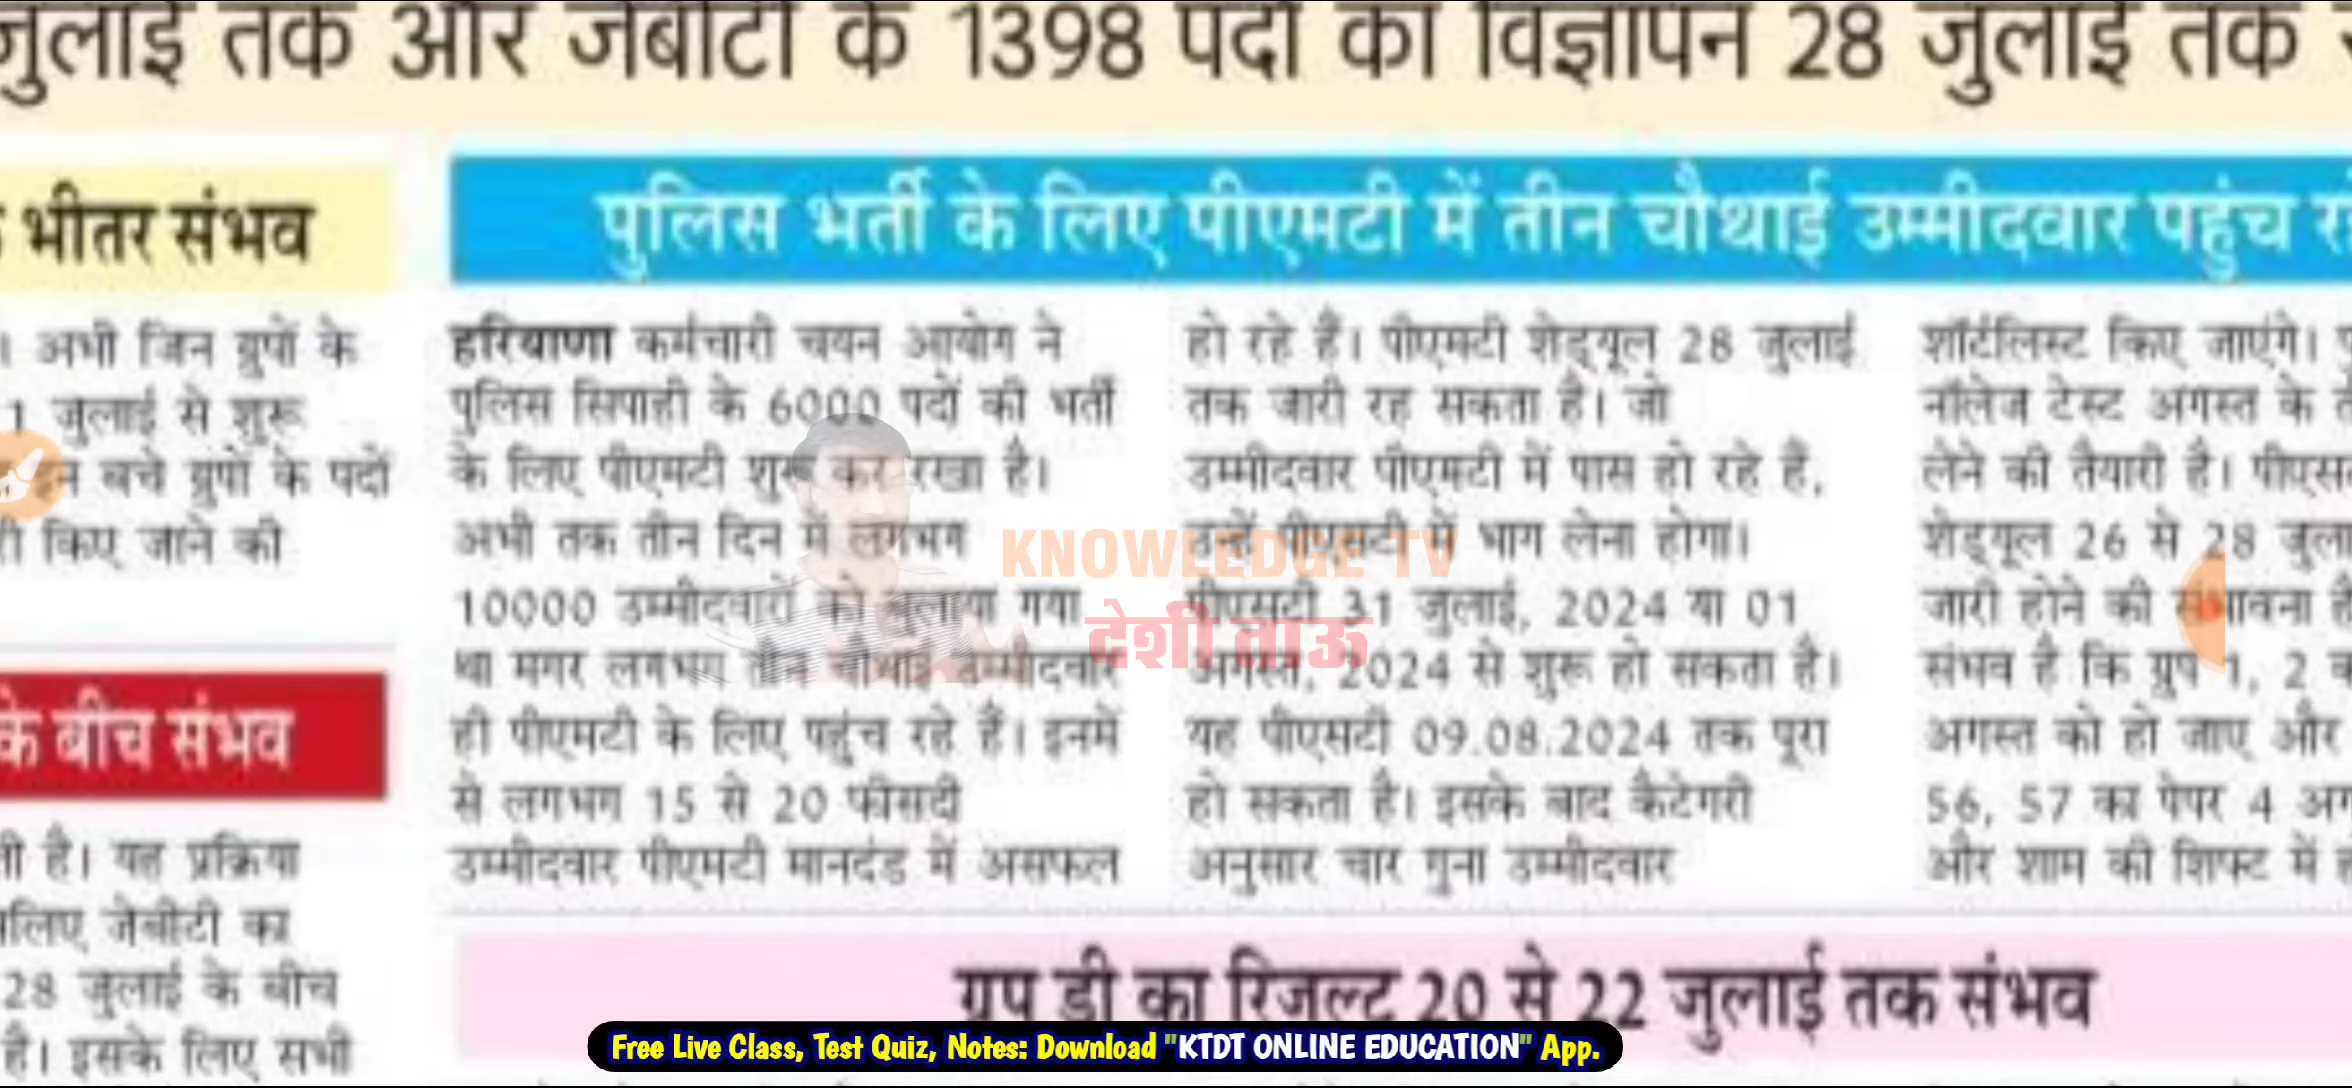 जुलाई तक और जेबीटी के 1398 पदों का विज्ञापन 28 जुलाई तक
भीतर संभव
। अभी जिन ग्रुपों के
1 जुलाई से शुरू
इन बचे ग्रुपों के पदों
किए जाने की
के बीच संभव
है। यह प्रक्रिया
जेबीटी का
28 जुलाई के बीच
है। इसके लिए सभी
पुलिस भर्ती के लिए पीएमटी में तीन चौथाई उम्मीदवार पहुंच
हरियाणा कर्मचारी चयन आयोग ने
पुलिस सिपाही के 6000 पदों की भर्ती
के लिए पीएमटी शुरू कर रखा है।
अभी तक तीन दिन में लगभग
10000 उम्मीदवारों को बुलाया गया
था मगर लगभग तीन चौथाई उम्मीदवार
ही पीएमटी के लिए पहुंच रहे हैं। इनमें
से लगभग 15 से 20 फीसदी
उम्मीदवार पीएमटी मानदंड में असफल
हो रहे हैं। पीएमटी शेड्यूल 28 जुलाई
तक जारी रह सकता है। जो
उम्मीदवार पीएमटी में पास हो रहे हैं,
उन्हें पीएसटी में भाग लेना होगा।
पीएसटी 31 जुलाई, 2024 या 01
अगस्त, 2024 से शुरू हो सकता है।
यह पीएसटी 09.08.2024 तक पूरा
हो सकता है। इसके बाद कैटेगरी
अनुसार चार गुना उम्मीदवार
शॉर्टलिस्ट किए जाएंगे।
नॉलेज टेस्ट अगस्त के
लेने की तैयारी है।
शेड्यूल 26 से 28
जारी होने की संभावना
संभव है कि ग्रुप 1, 2
अगस्त को हो जाए और
56, 57 का पेपर 4
और शाम की शिफ्ट में
KNOWLEDGE TV
देशी ताऊ
ग्रुप डी का रिजल्ट 20 से 22 जुलाई तक संभव
Free Live Class, Test Quiz, Notes: Download "KTDT ONLINE EDUCATION" App.